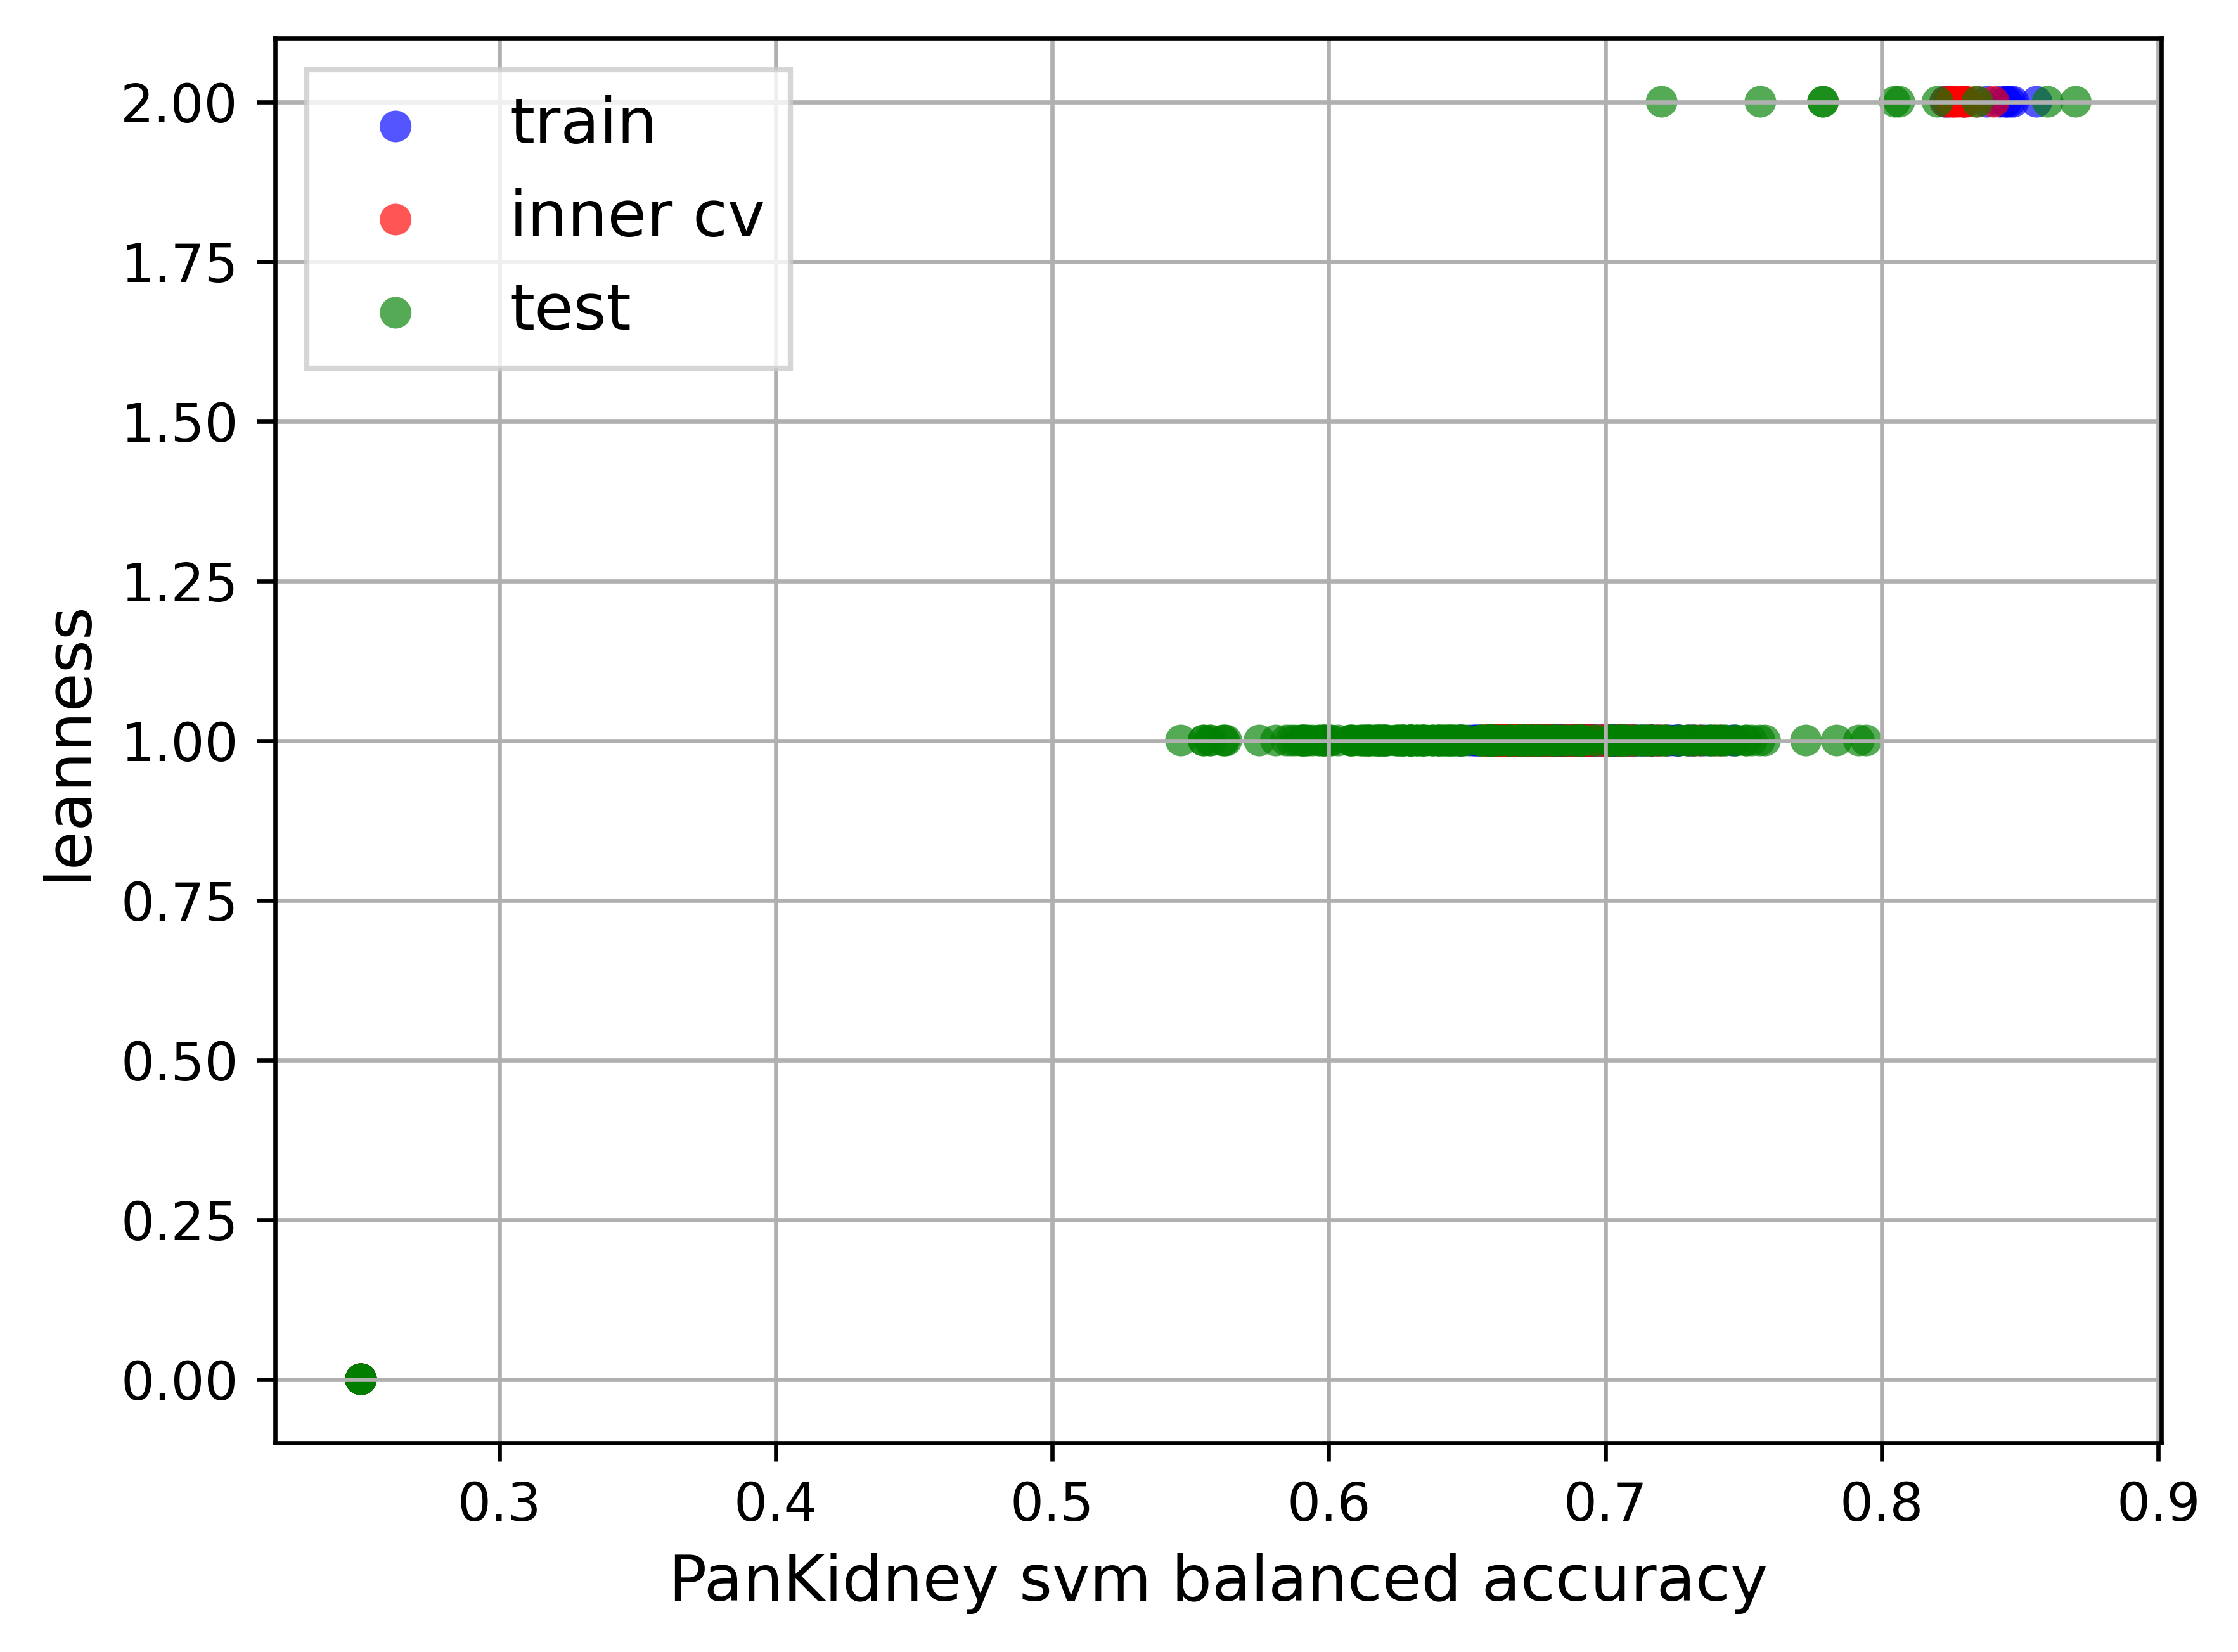 train
inner cv
test
2.00
1.75
1.50
1.25
1.00
0.75
0.50
0.25
0.00
leanness
0.3 0.4 0.5 0.6 0.7 0.8 0.9
PanKidney svm balanced accuracy